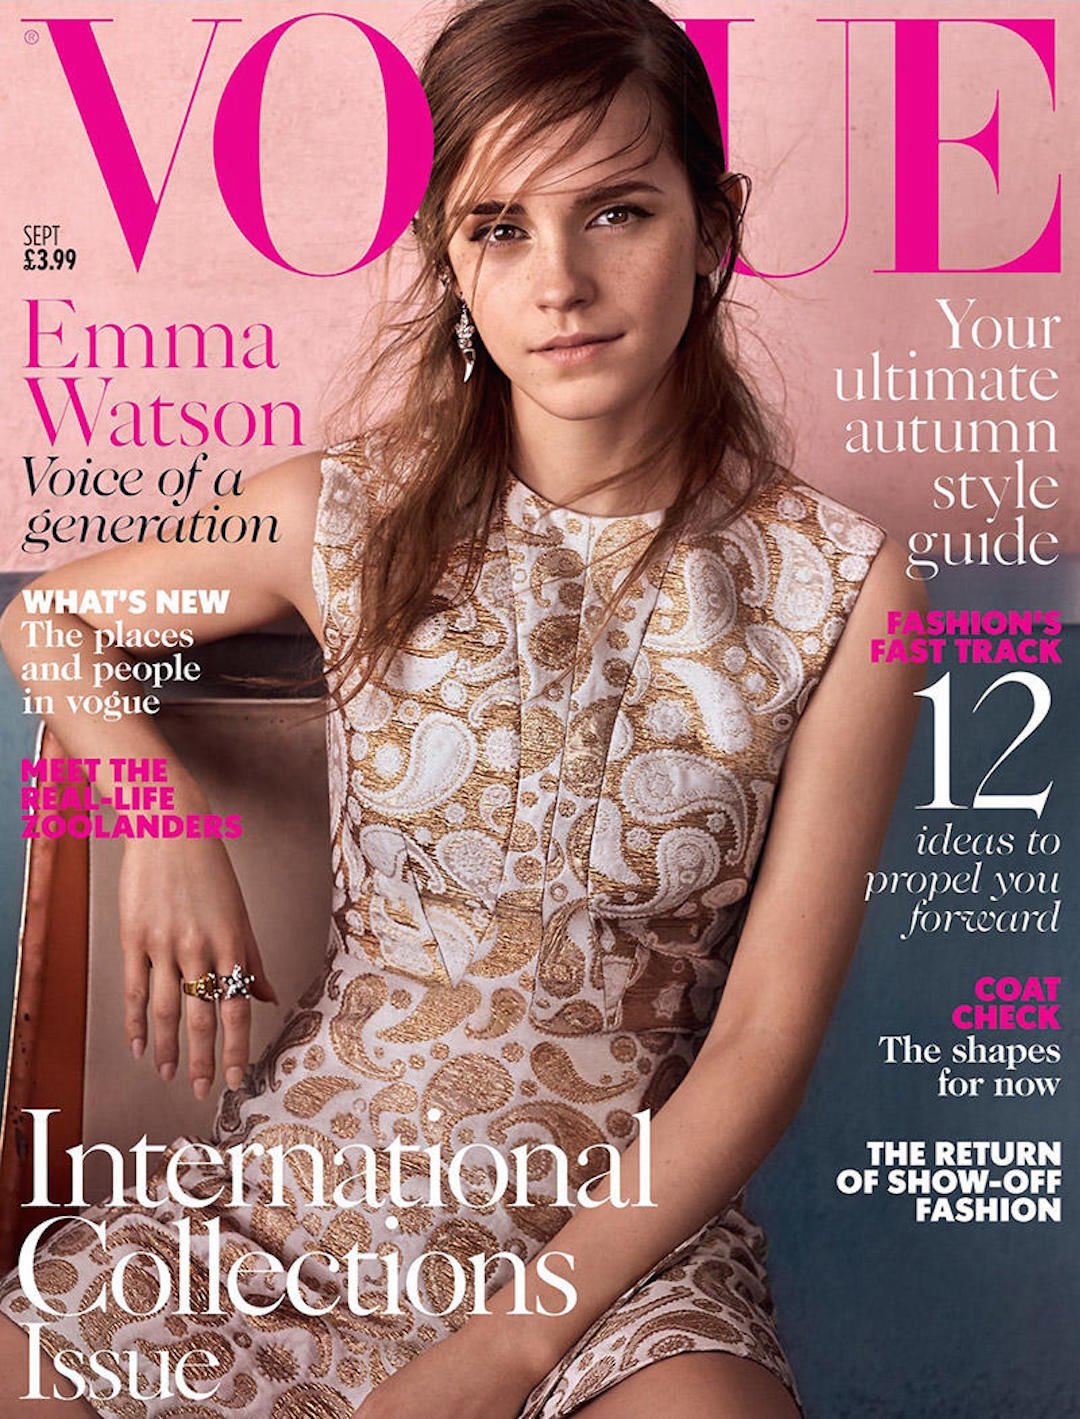 VOGUE
®
SEPT
£3.99
Emma
Watson
Voice of a
generation
WHAT'S NEW
The places
and people
in vogue
MEET THE
REAL-LIFE
ZOOLANDERS
Your
ultimate
autumn
style
guide
FASHION'S
FAST TRACK
12
ideas to
propel you
forward
COAT
CHECK
The shapes
for now
THE RETURN
OF SHOW-OFF
FASHION
International
Collections
Issue